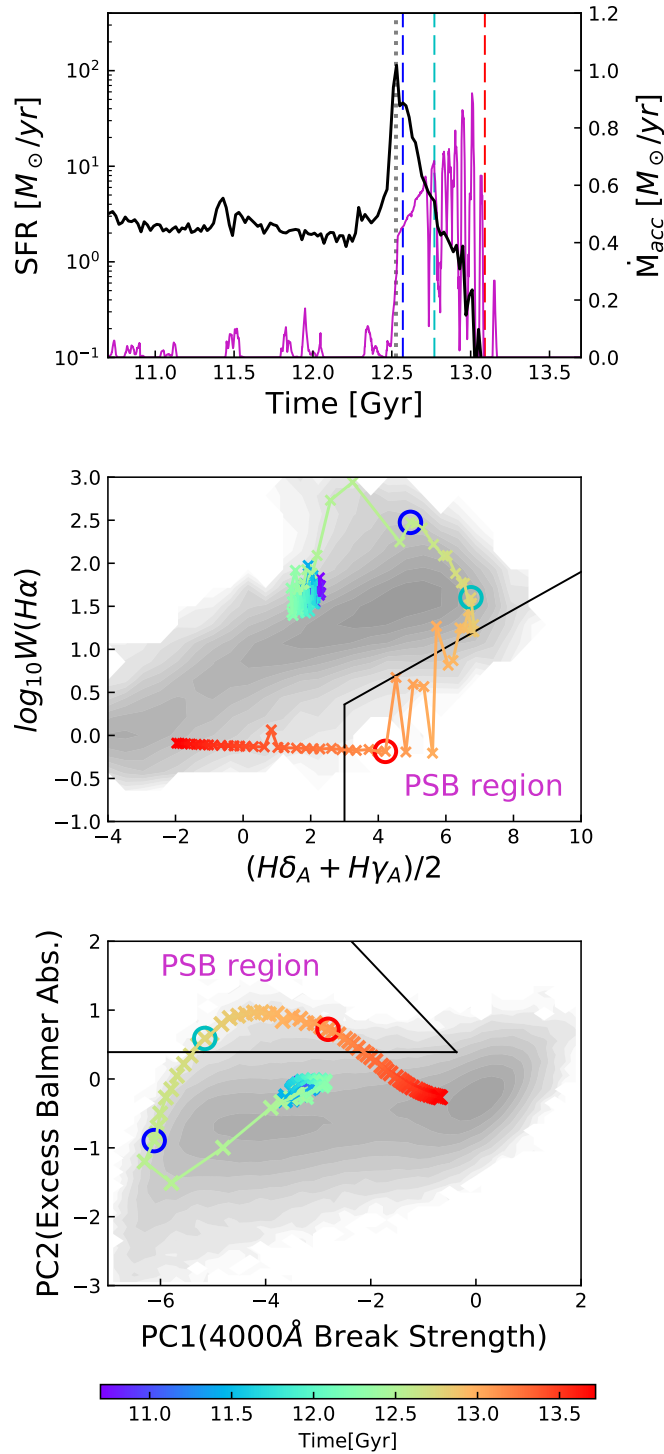 SFR [M⊙/yr]
10² 10¹ 10⁰ 10⁻¹
1.2 1.0 0.8 0.6 0.4 0.2 0.0
Ṁacc [M⊙/yr]
11.0 11.5 12.0 12.5 13.0 13.5
Time [Gyr]
log₁₀W(Hα)
3.0 2.5 2.0 1.5 1.0 0.5 0.0 −0.5 −1.0
PSB region
−4 −2 0 2 4 6 8 10
(HδA + HγA)/2
PC2(Excess Balmer Abs.)
2 1 0 −1 −2 −3
PSB region
−6 −4 −2 0 2
PC1(4000Å Break Strength)
11.0 11.5 12.0 12.5 13.0 13.5
Time[Gyr]